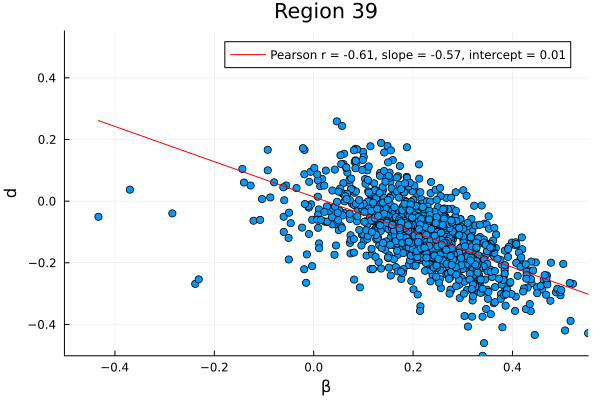 Region 39
Pearson r = -0.61, slope = -0.57, intercept = 0.01
d
0.4
0.2
0.0
−0.2
−0.4
−0.4 −0.2 0.0 0.2 0.4
β